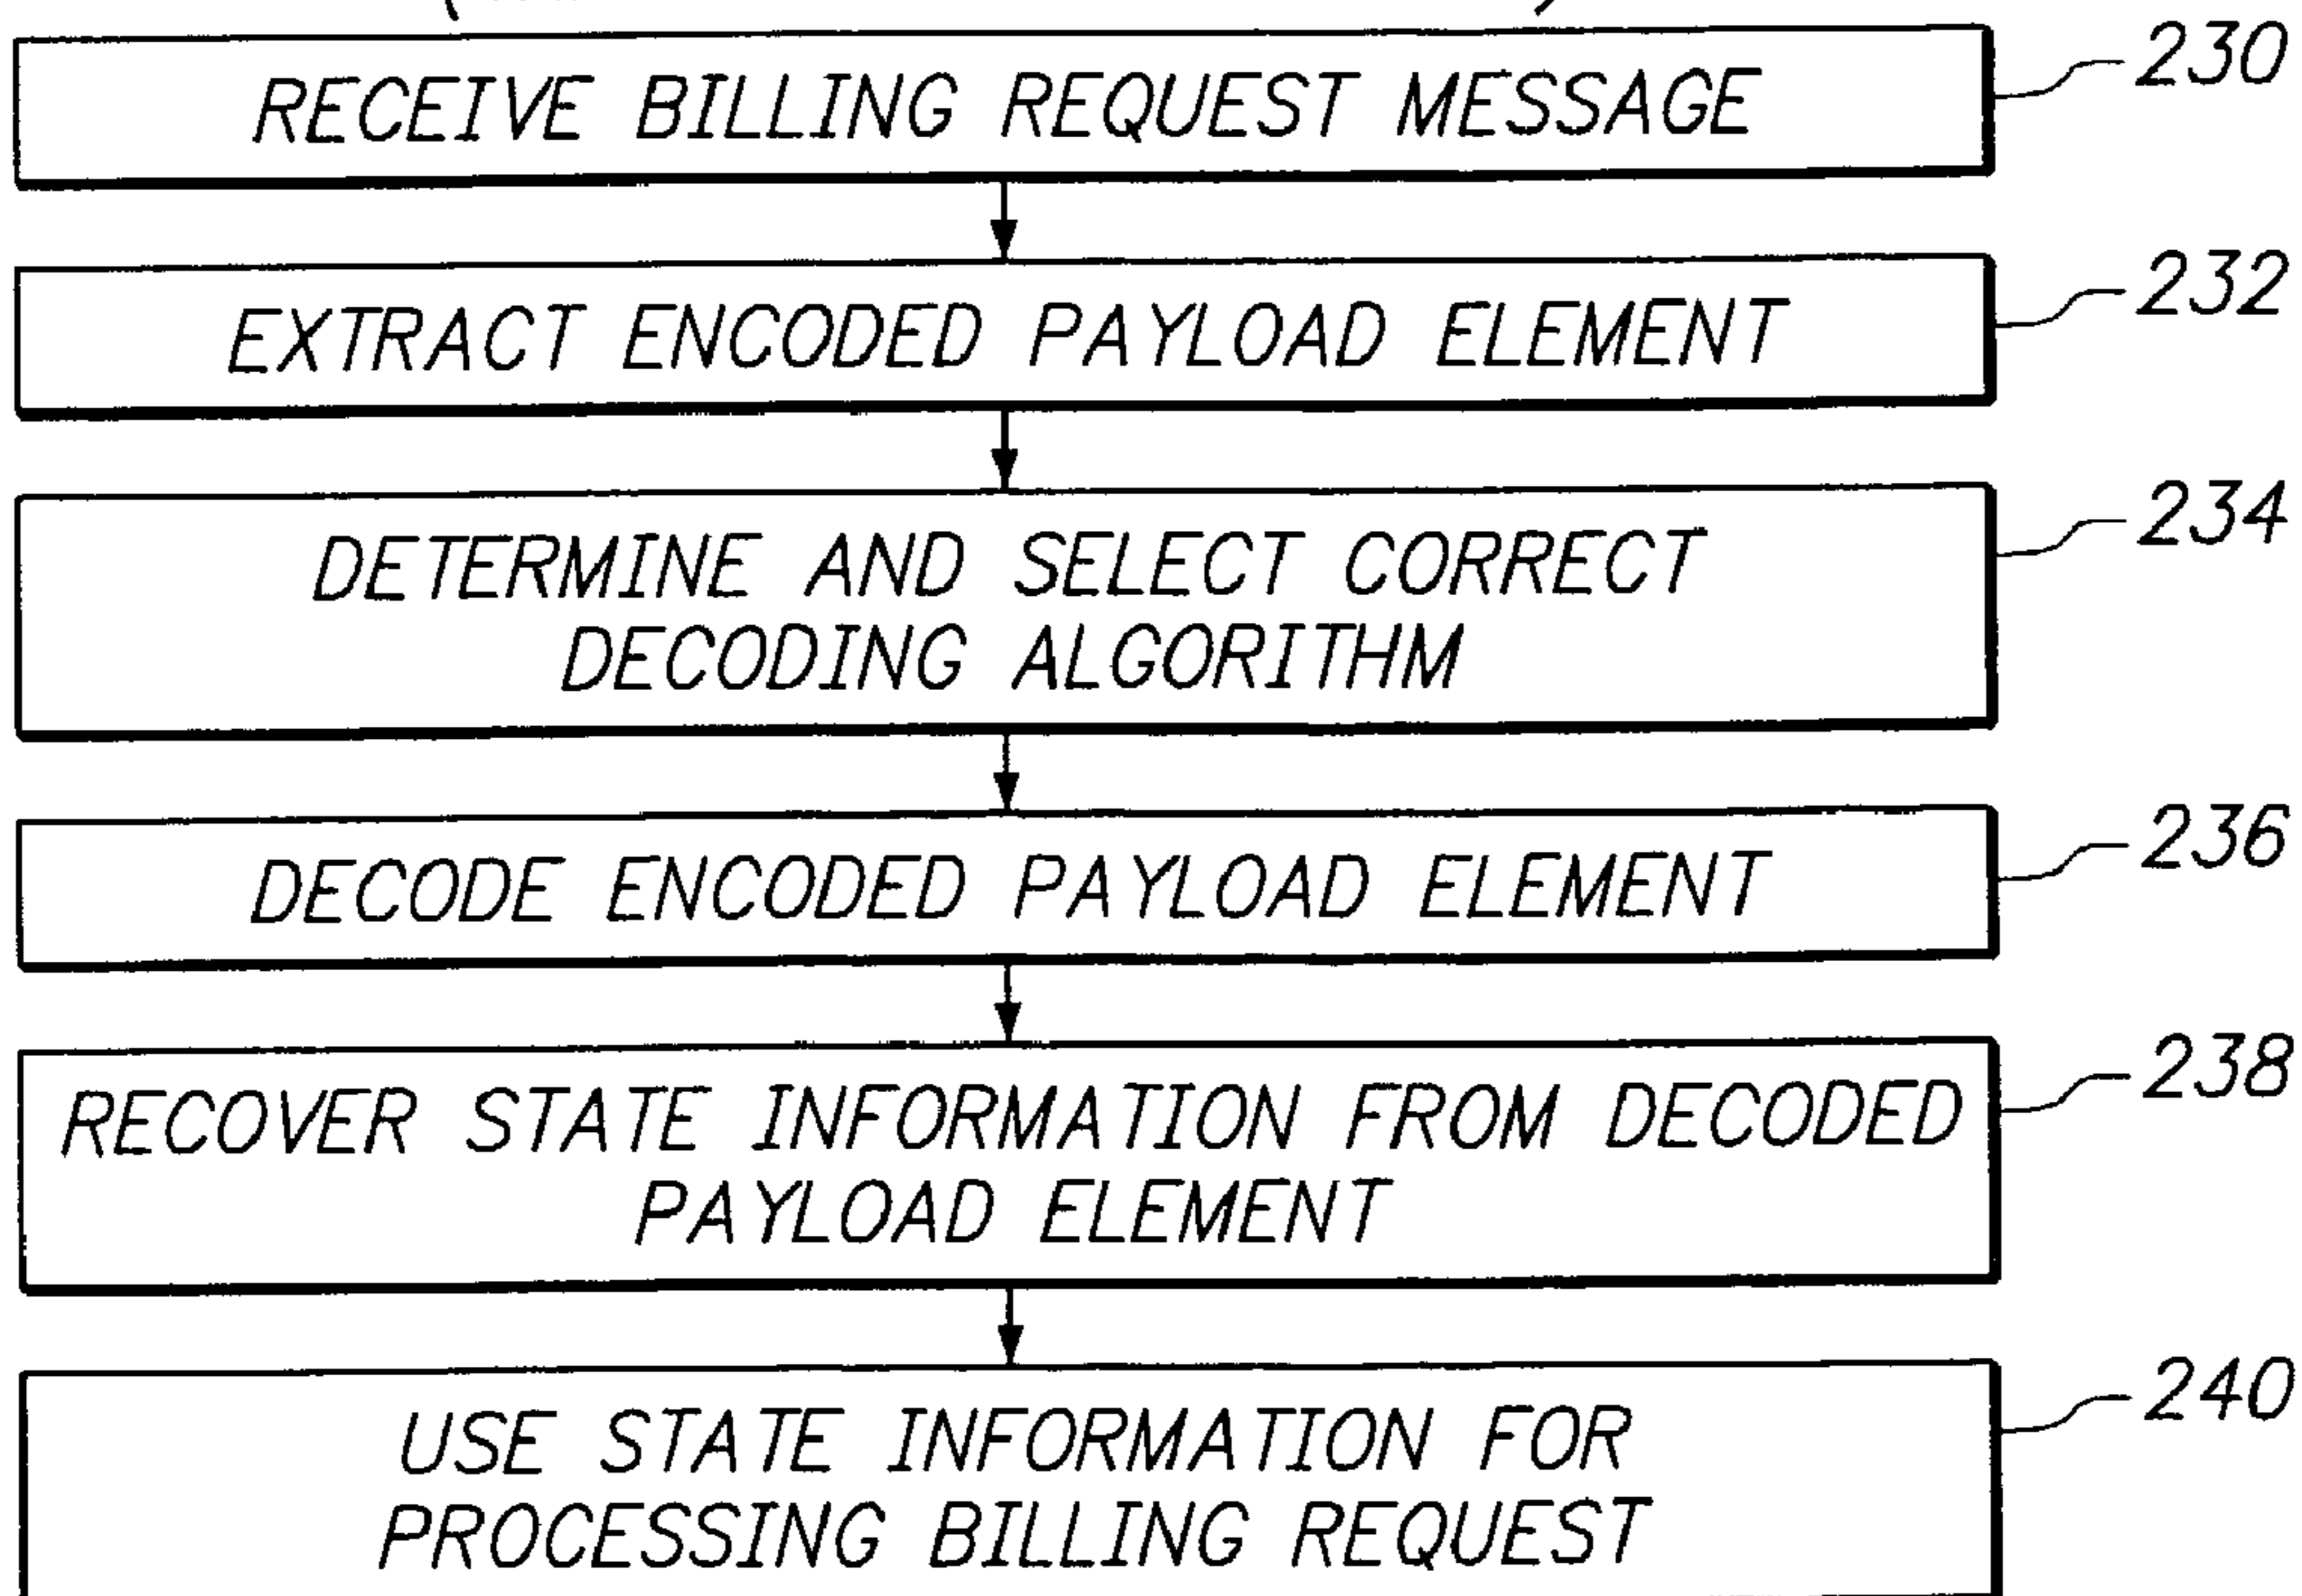 RECEIVE BILLING REQUEST MESSAGE 230
EXTRACT ENCODED PAYLOAD ELEMENT 232
DETERMINE AND SELECT CORRECT 234
DECODING ALGORITHM
DECODE ENCODED PAYLOAD ELEMENT 236
RECOVER STATE INFORMATION FROM DECODED 238
PAYLOAD ELEMENT
USE STATE INFORMATION FOR 240
PROCESSING BILLING REQUEST